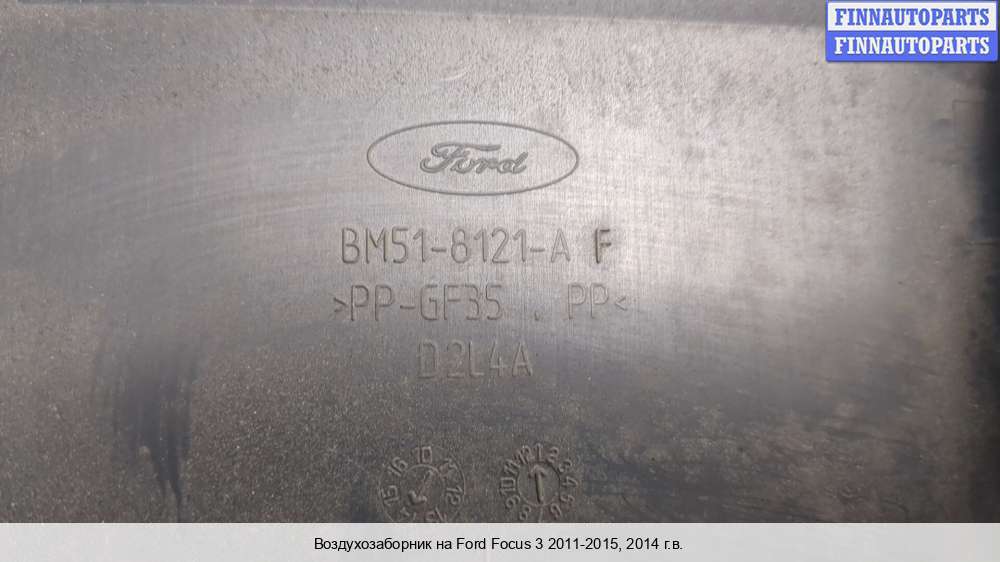 FINNAUTOPARTS
FINNAUTOPARTS
Ford
BM51-8121-A F
>PP-GF35 . PP<
D2L4A
Воздухозаборник на Ford Focus 3 2011-2015, 2014 г.в.